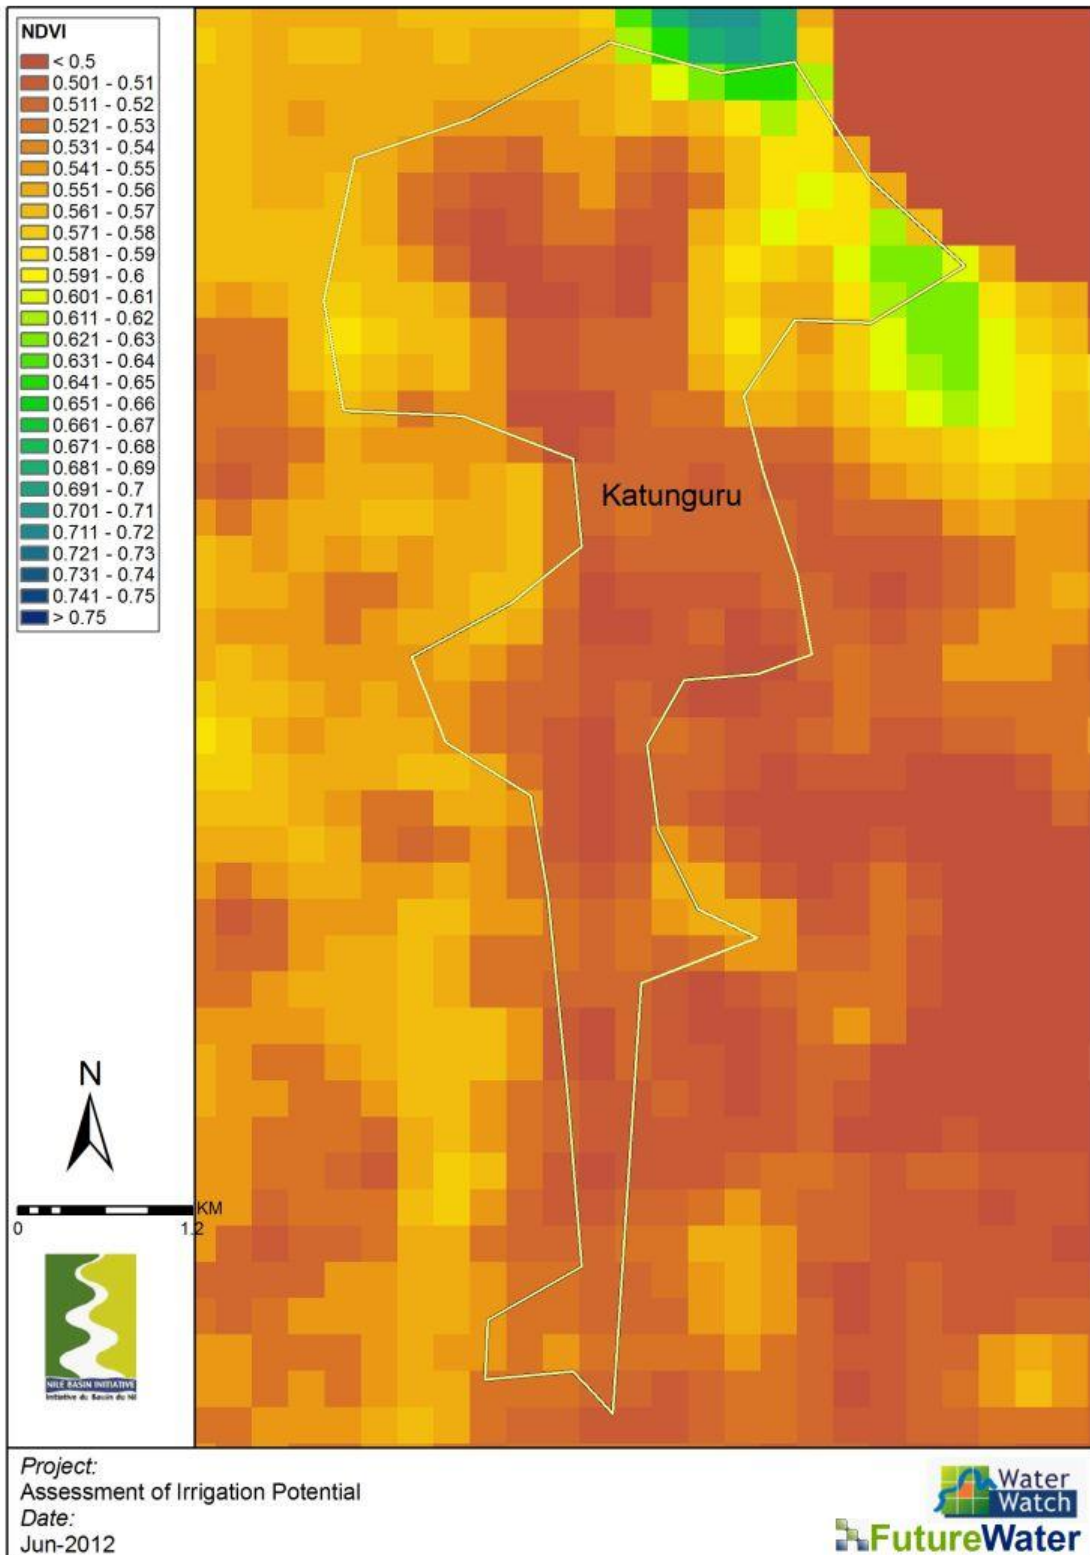 NDVI
< 0.5
0.501 - 0.51
0.511 - 0.52
0.521 - 0.53
0.531 - 0.54
0.541 - 0.55
0.551 - 0.56
0.561 - 0.57
0.571 - 0.58
0.581 - 0.59
0.591 - 0.6
0.601 - 0.61
0.611 - 0.62
0.621 - 0.63
0.631 - 0.64
0.641 - 0.65
0.651 - 0.66
0.661 - 0.67
0.671 - 0.68
0.681 - 0.69
0.691 - 0.7
0.701 - 0.71
0.711 - 0.72
0.721 - 0.73
0.731 - 0.74
0.741 - 0.75
> 0.75
Katunguru
N
KM
0 1.2
NILE BASIN INITIATIVE
Initiative du Bassin du Nil
Project:
Assessment of Irrigation Potential
Date:
Jun-2012
Water
Watch
FutureWater